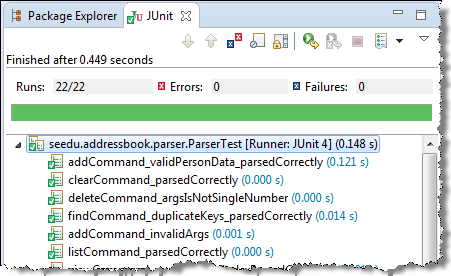 Package Explorer JUnit
Finished after 0.449 seconds
Runs: 22/22 Errors: 0 Failures: 0
seedu.addressbook.parser.ParserTest [Runner: JUnit 4] (0.148 s)
addCommand_validPersonData_parsedCorrectly (0.121 s)
clearCommand_parsedCorrectly (0.000 s)
deleteCommand_argsIsNotSingleNumber (0.000 s)
findCommand_duplicateKeys_parsedCorrectly (0.014 s)
addCommand_invalidArgs (0.001 s)
listCommand_parsedCorrectly (0.000 s)